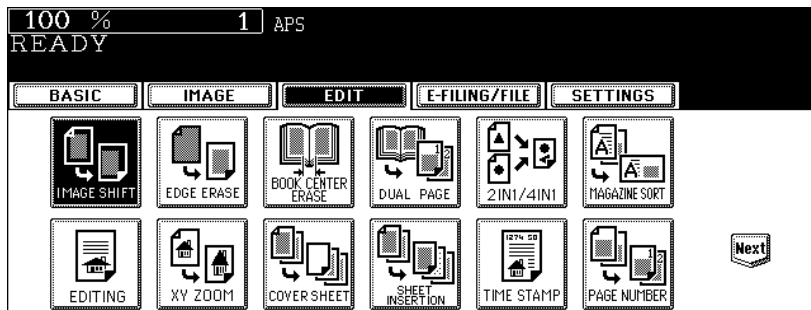 100 % 1 APS
READY
BASIC IMAGE EDIT E-FILING/FILE SETTINGS
IMAGE SHIFT EDGE ERASE BOOK CENTER ERASE DUAL PAGE 2IN1/4IN1 MAGAZINE SORT
Next
EDITING XY ZOOM COVER SHEET SHEET INSERTION TIME STAMP PAGE NUMBER